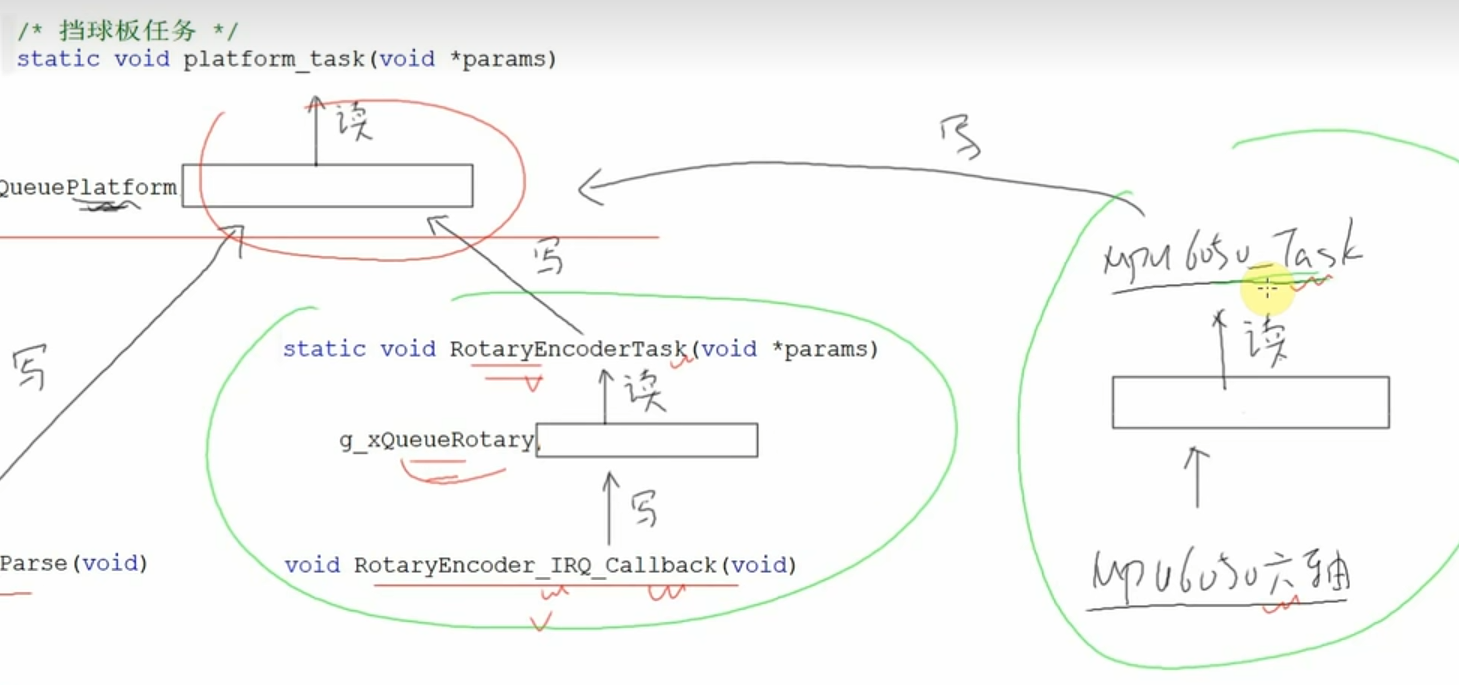 /* 挡球板任务 */
static void platform_task(void *params)
读
写
QueuePlatform
写
MPU6050_Task
写
static void RotaryEncoderTask(void *params)
读
读
g_xQueueRotary
写
Parse(void)
void RotaryEncoder_IRQ_Callback(void)
MPU6050六轴